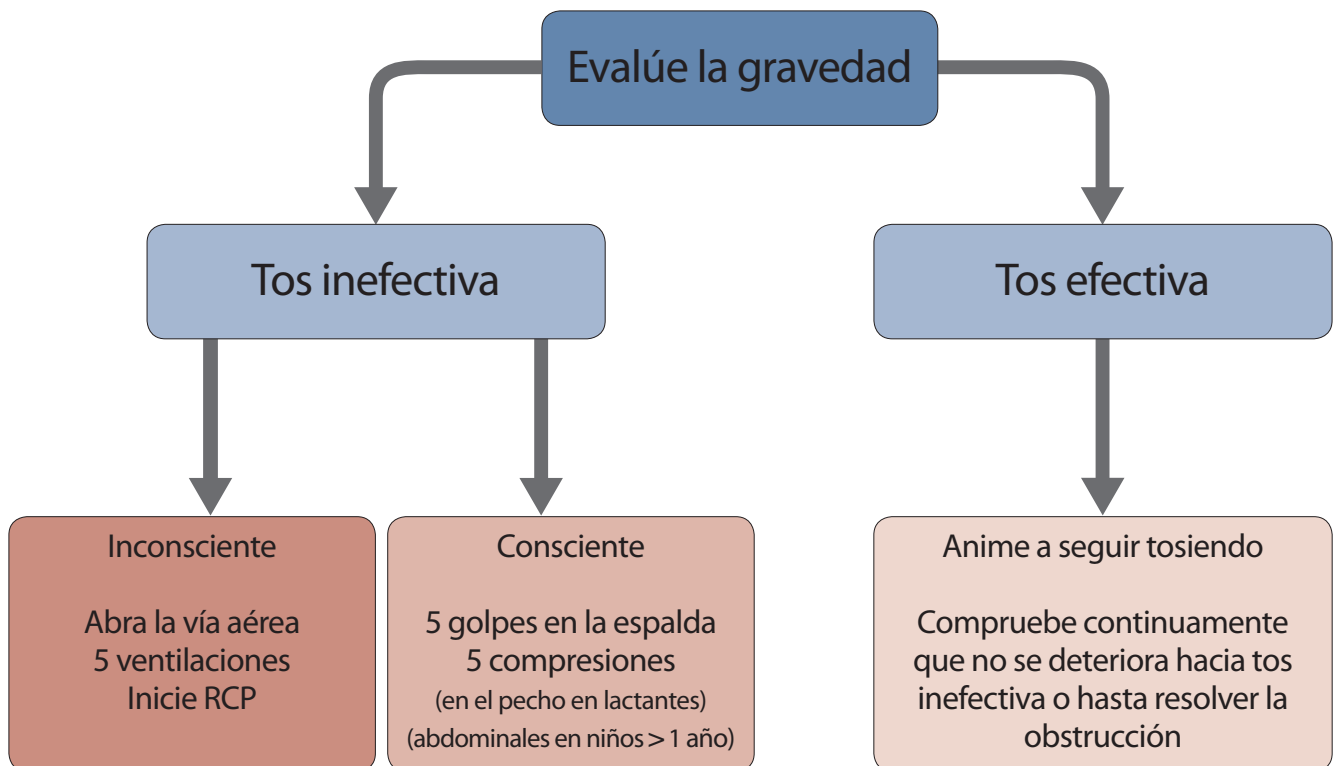 Evalúe la gravedad
Tos inefectiva
Tos efectiva
Inconsciente
Abra la vía aérea
5 ventilaciones
Inicie RCP
Consciente
5 golpes en la espalda
5 compresiones
(en el pecho en lactantes)
(abdominales en niños > 1 año)
Anime a seguir tosiendo
Compruebe continuamente
que no se deteriora hacia tos
inefectiva o hasta resolver la
obstrucción